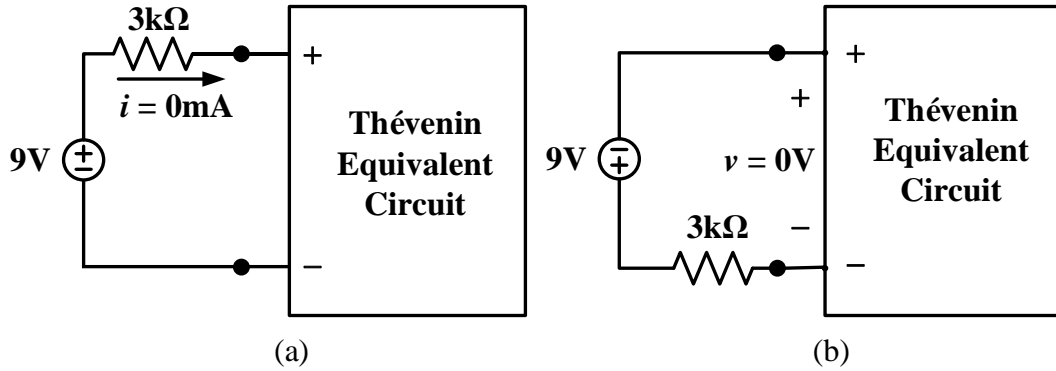 3kΩ
+
i = 0mA
9V
+
−
Thévenin
Equivalent
Circuit
−
(a)
+
+
9V
−
+
v = 0V
Thévenin
Equivalent
Circuit
3kΩ
−
−
(b)